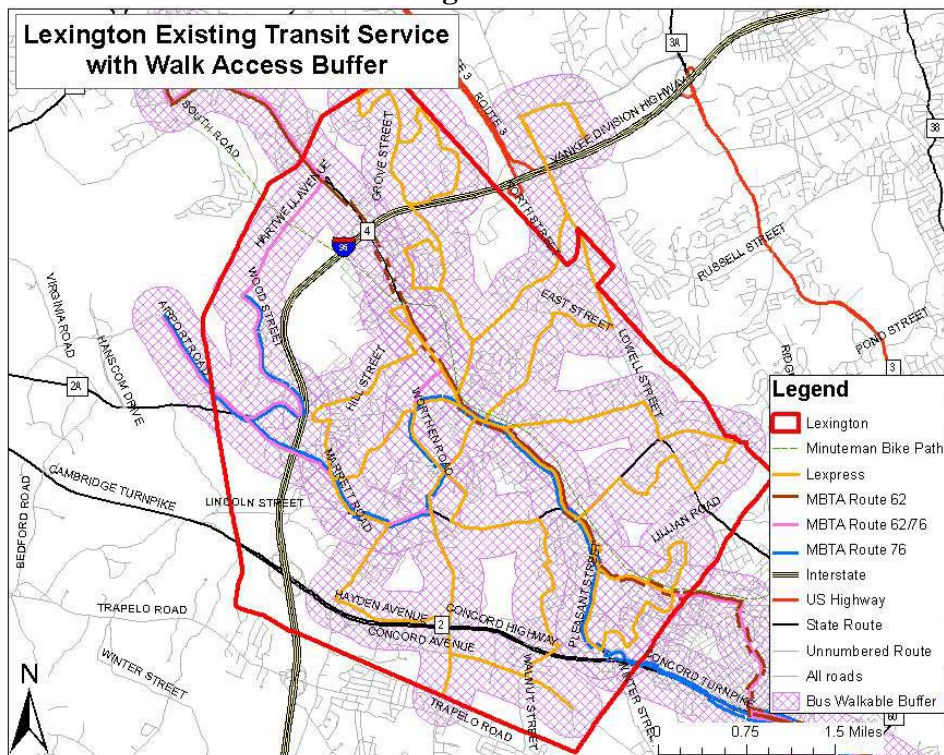 Lexington Existing Transit Service
with Walk Access Buffer
3A
ROUTE 3
YANKEE DIVISION HIGHWAY
SOUTH ROAD
GROVE STREET
38
HARTWELL AVENUE
4
95
RUSSELL STREET
WOOD STREET
EAST STREET
VIRGINIA ROAD
AIRPORT ROAD
HANSCOM DRIVE
LOWELL STREET
POND STREET
3
2A
HILL STREET
WORTHEN ROAD
MARRETT ROAD
CAMBRIDGE TURNPIKE
LINCOLN STREET
BEDFORD ROAD
LILLIAN ROAD
PLEASANT STREET
HAYDEN AVENUE
2
CONCORD HIGHWAY
CONCORD AVENUE
TRAPELO ROAD
WINTER STREET
WALNUT STREET
CONCORD TURNPIKE
TRAPELO ROAD
60
N
0
0.75
1.5 Miles
Legend
Lexington
Minuteman Bike Path
Lexpress
MBTA Route 62
MBTA Route 62/76
MBTA Route 76
Interstate
US Highway
State Route
Unnumbered Route
All roads
Bus Walkable Buffer